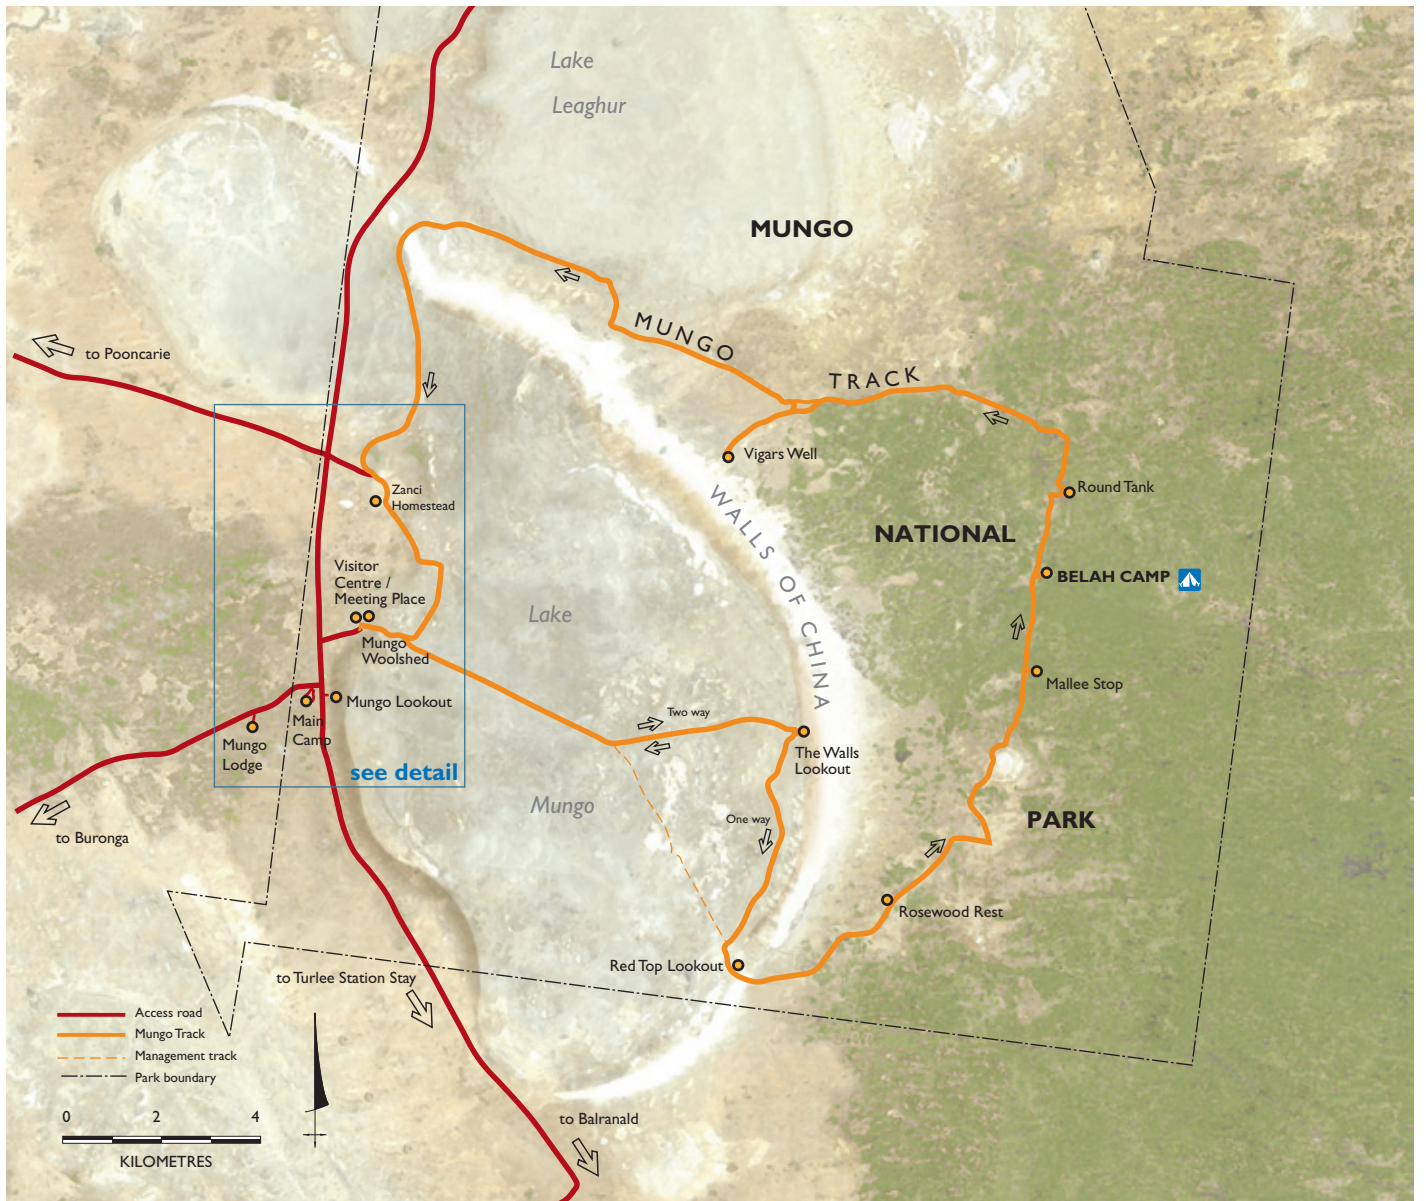 Lake
Leaghur
MUNGO
to Pooncarie
MUNGO
TRACK
Vigars Well
Zanci
Homestead
Round Tank
WALLS OF CHINA
NATIONAL
Visitor
Centre /
Meeting Place
BELAH CAMP
Lake
Mungo
Woolshed
Mallee Stop
Mungo Lookout
Main
Camp
Two way
Mungo
Lodge
The Walls
Lookout
see detail
Mungo
One way
PARK
to Buronga
Rosewood Rest
Red Top Lookout
to Turlee Station Stay
Access road
Mungo Track
Management track
Park boundary
0 2 4
KILOMETRES
to Balranald